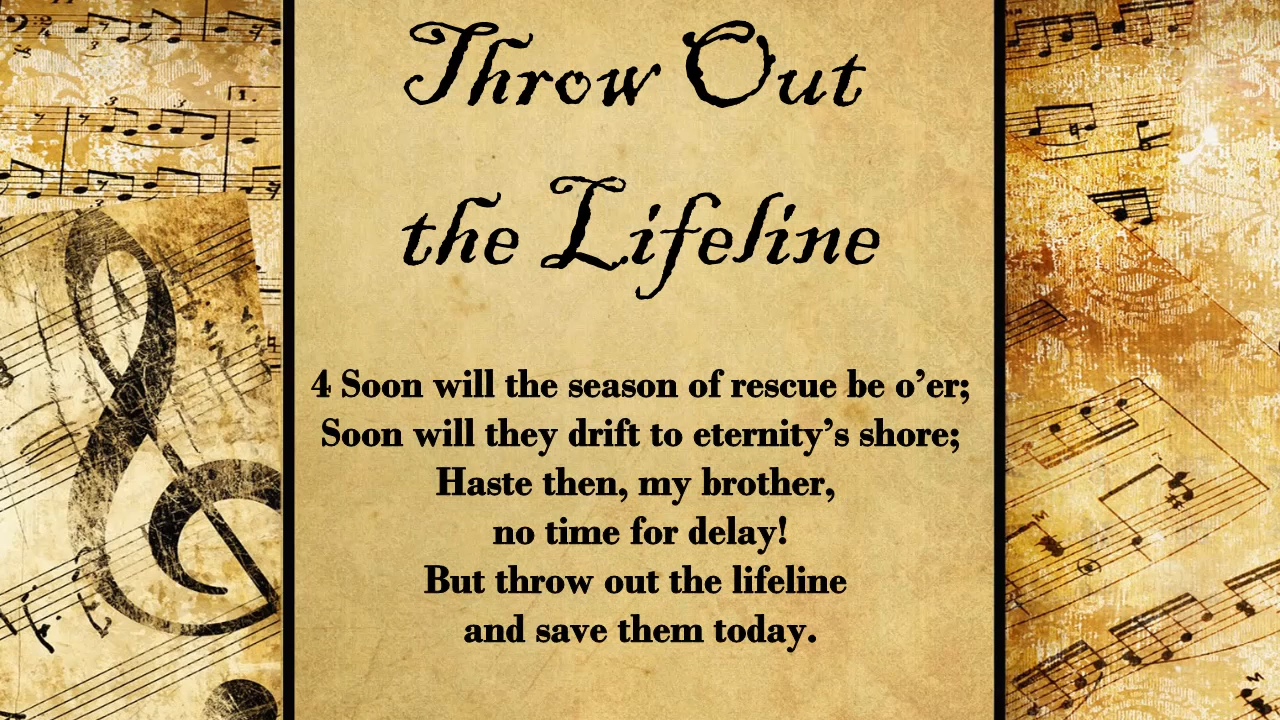 Throw Out
the Lifeline
4 Soon will the season of rescue be o’er;
Soon will they drift to eternity’s shore;
Haste then, my brother,
no time for delay!
But throw out the lifeline
and save them today.